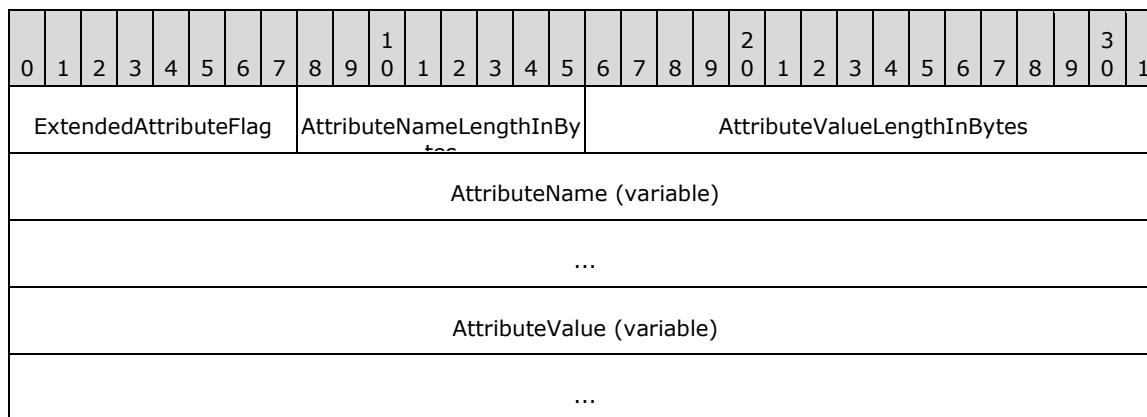 1 2 3
0 1 2 3 4 5 6 7 8 9 0 1 2 3 4 5 6 7 8 9 0 1 2 3 4 5 6 7 8 9 0 1
ExtendedAttributeFlag AttributeNameLengthInBy AttributeValueLengthInBytes
AttributeName (variable)
...
AttributeValue (variable)
...